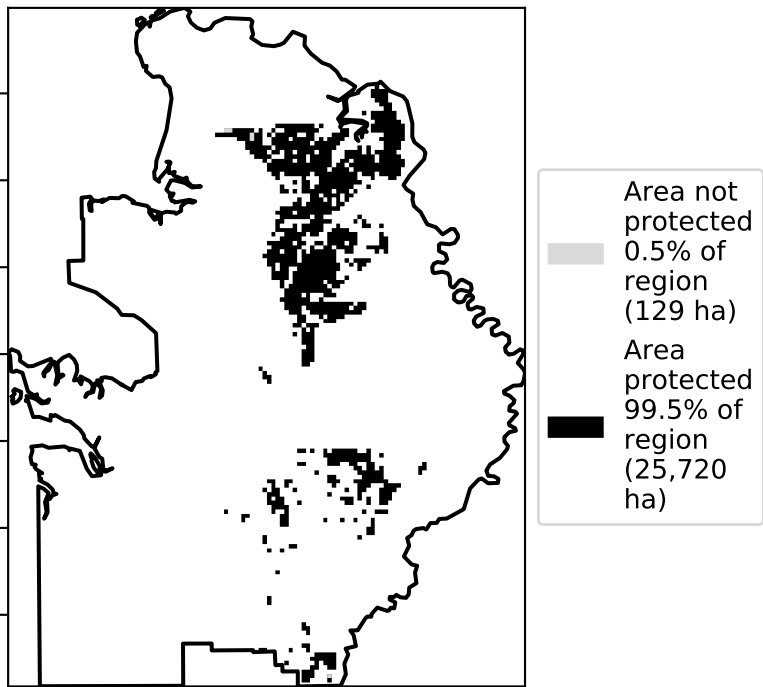 Area not
protected
0.5% of
region
(129 ha)
Area
protected
99.5% of
region
(25,720
ha)